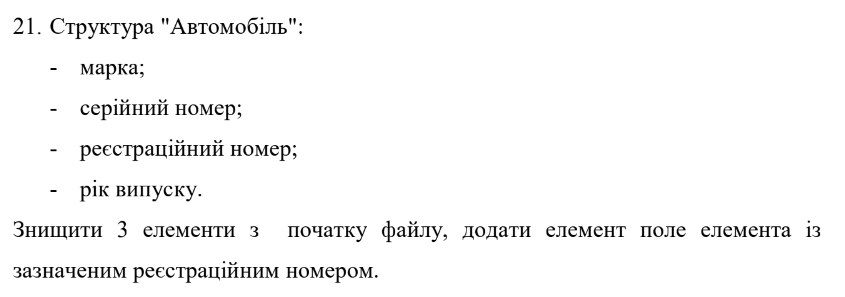 21. Структура "Автомобіль":
- марка;
- серійний номер;
- реєстраційний номер;
- рік випуску.
Знищити 3 елементи з початку файлу, додати елемент поле елемента із
зазначеним реєстраційним номером.